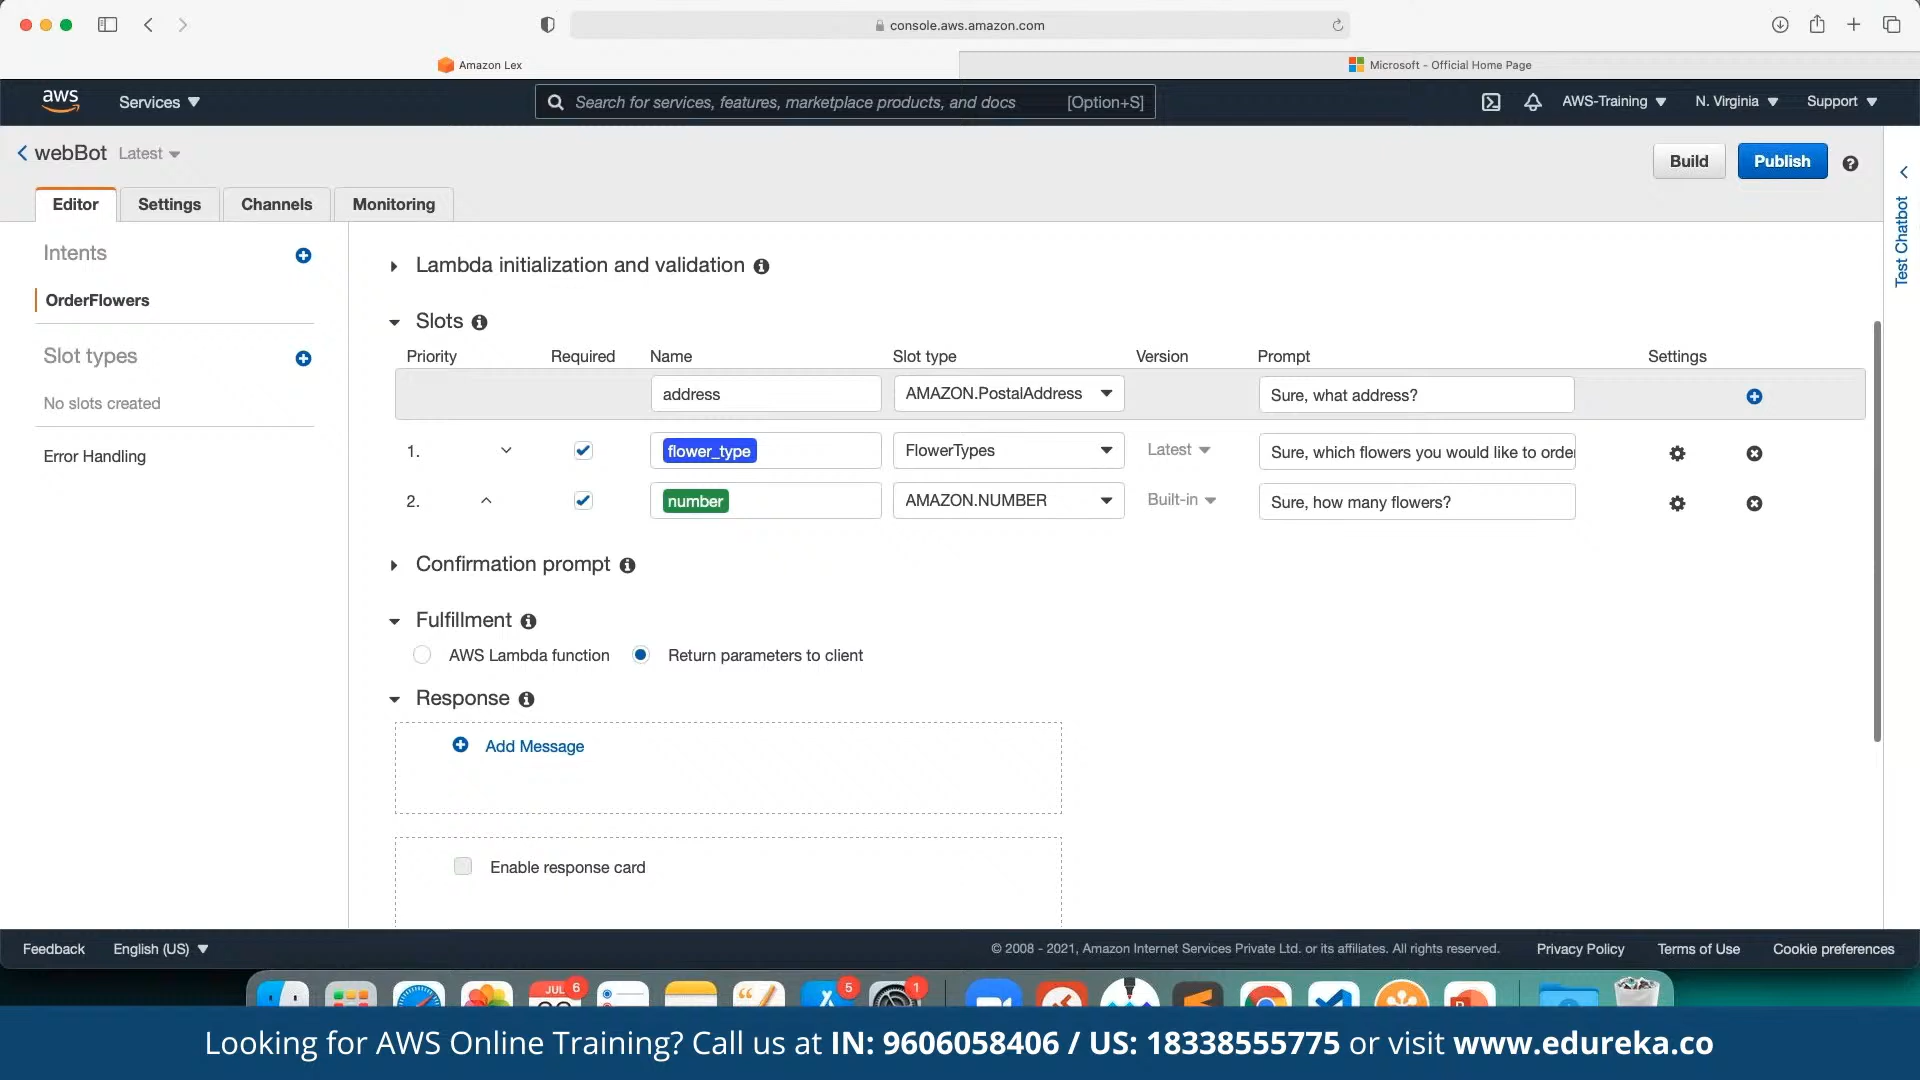 console.aws.amazon.com
Amazon Lex
Microsoft - Official Home Page
aws
Services
Search for services, features, marketplace products, and docs [Option+S]
AWS-Training
N. Virginia
Support
webBot Latest
Build
Publish
Editor
Settings
Channels
Monitoring
Test Chatbot
Intents
OrderFlowers
Slot types
No slots created
Error Handling
Lambda initialization and validation
Slots
Priority Required Name Slot type Version Prompt Settings
address AMAZON.PostalAddress Sure, what address?
1. flower_type FlowerTypes Latest Sure, which flowers you would like to order
2. number AMAZON.NUMBER Built-in Sure, how many flowers?
Confirmation prompt
Fulfillment
AWS Lambda function Return parameters to client
Response
Add Message
Enable response card
Feedback English (US) © 2008 - 2021, Amazon Internet Services Private Ltd. or its affiliates. All rights reserved. Privacy Policy Terms of Use Cookie preferences
JUL 6 5 1
Looking for AWS Online Training? Call us at IN: 9606058406 / US: 18338555775 or visit www.edureka.co